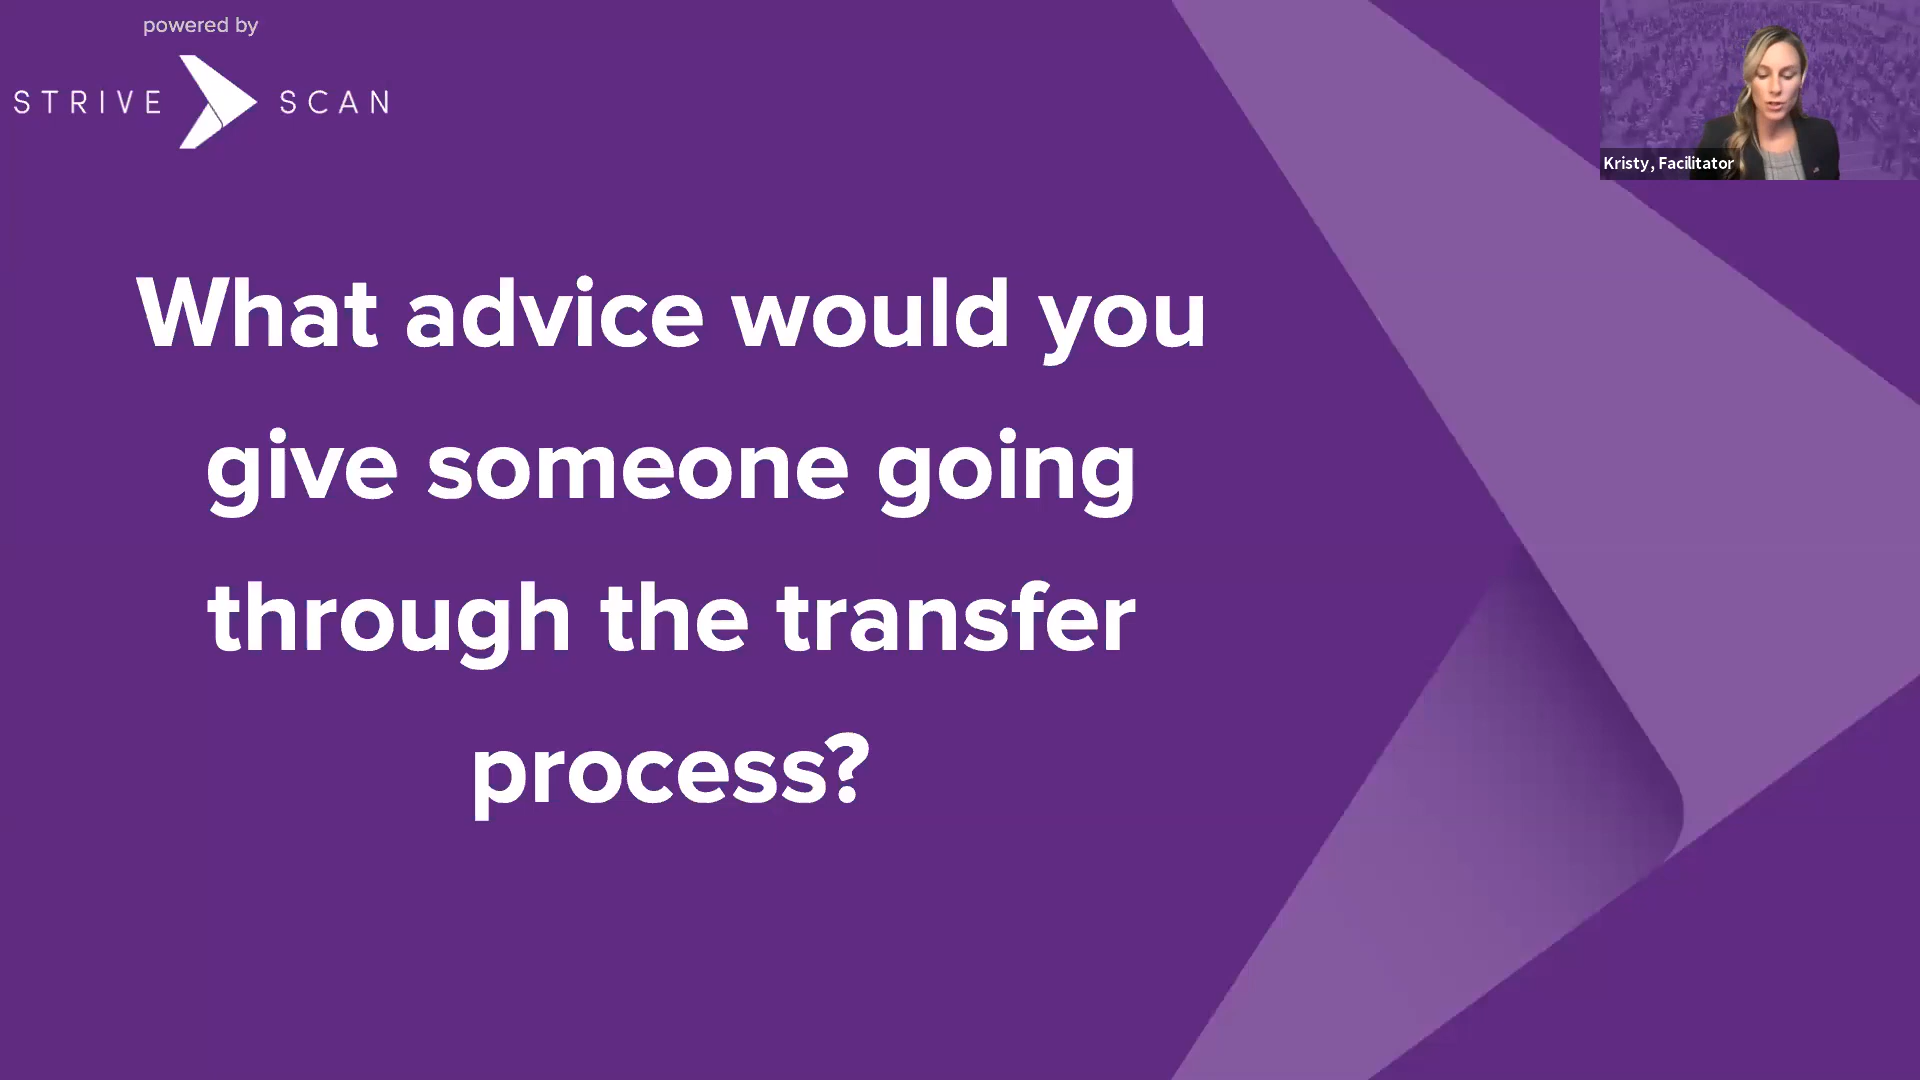 powered by
STRIVE SCAN
Kristy, Facilitator
What advice would you
give someone going
through the transfer
process?